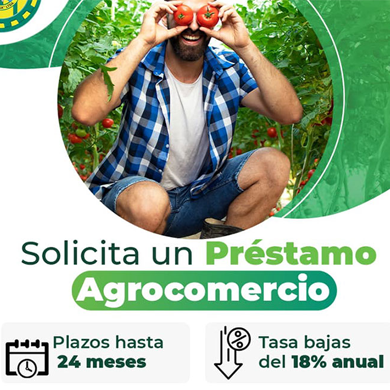 Solicita un Préstamo
Agrocomercio
Plazos hasta
24 meses
Tasa bajas
del 18% anual